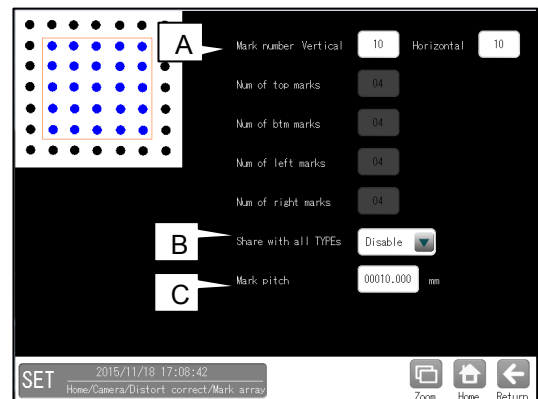 A
Mark number Vertical 10 Horizontal 10
Num of top marks 04
Num of btm marks 04
Num of left marks 04
Num of right marks 04
B
Share with all TYPEs Disable
C
Mark pitch 00010.000 mm
SET 2015/11/18 17:08:42
Home/Camera/Distort correct/Mark array
Zoom Home Return